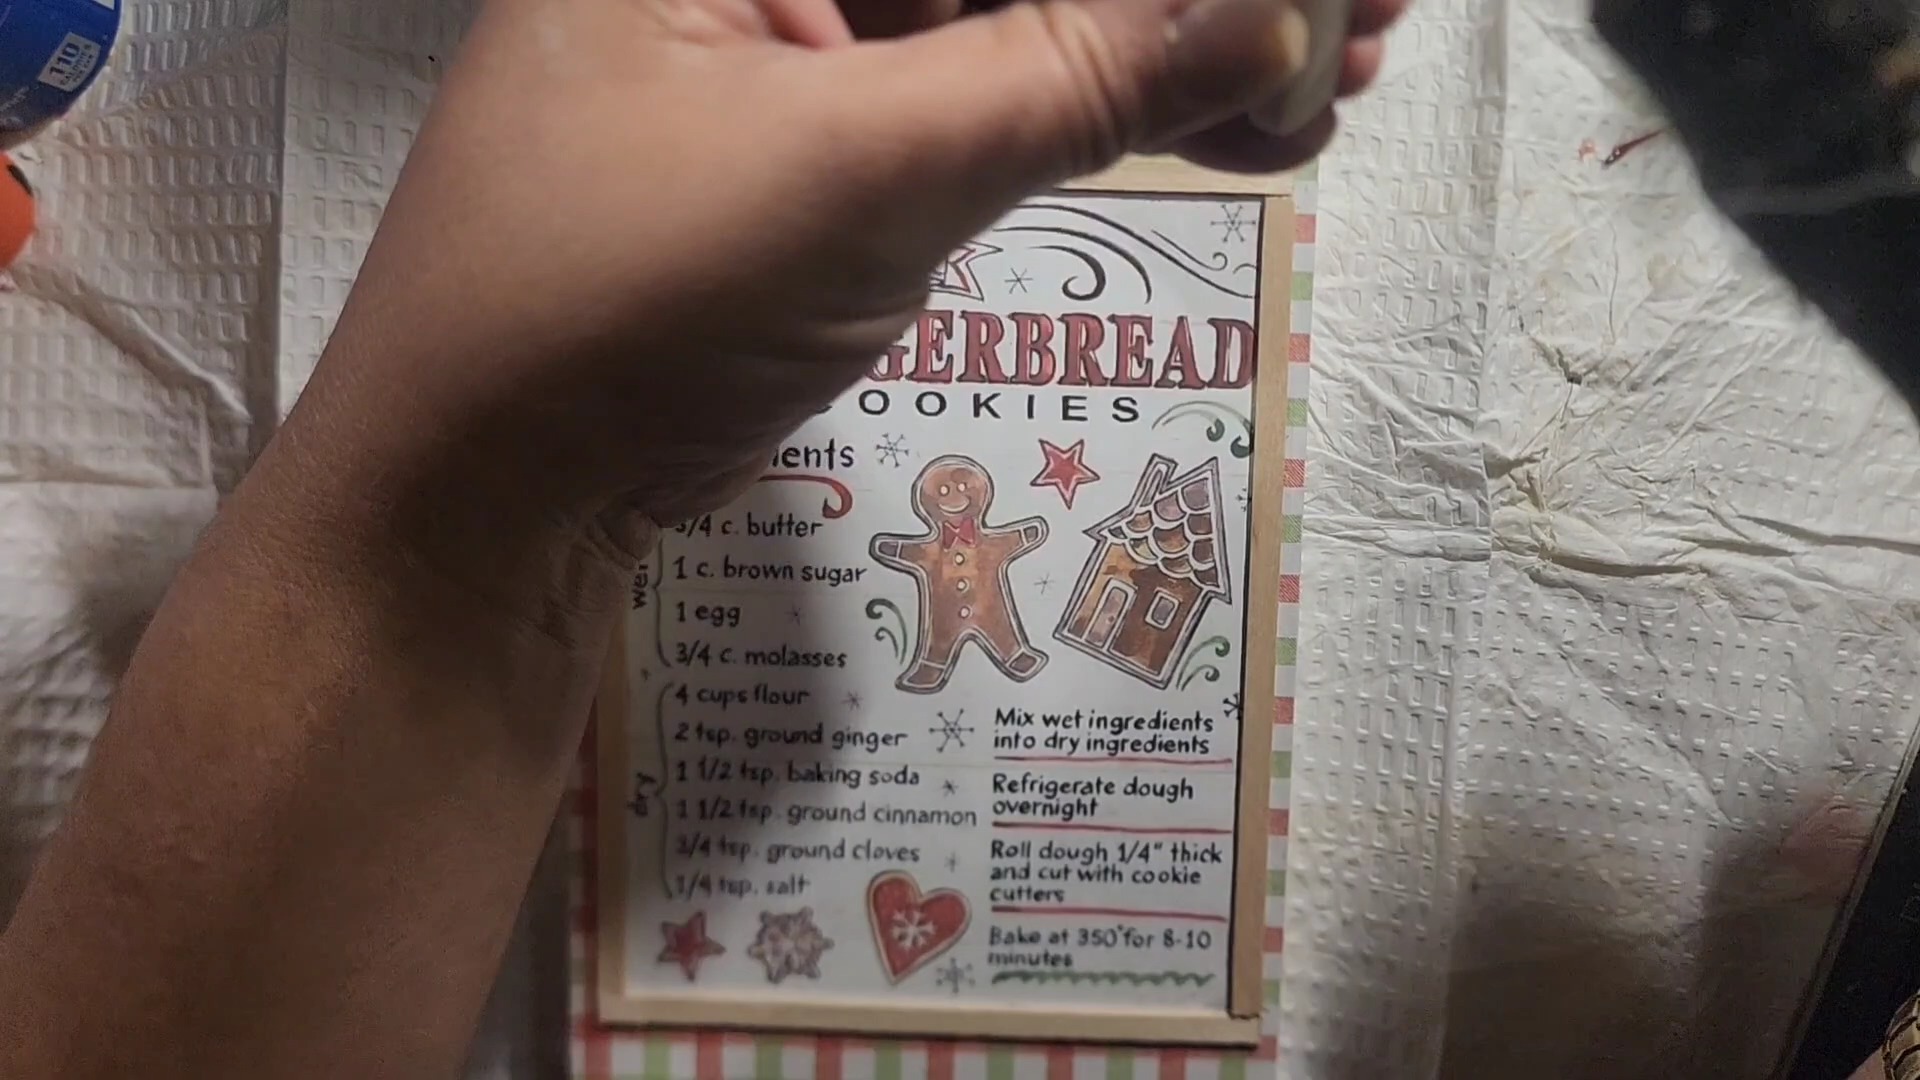 110
GERBREAD
COOKIES
ients
3/4 c. butter
1 c. brown sugar
1 egg
3/4 c. molasses
wet
4 cups flour
2 tsp. ground ginger
1 1/2 tsp. baking soda
1 1/2 tsp. ground cinnamon
3/4 tsp. ground cloves
1/4 tsp. salt
dry
Mix wet ingredients
into dry ingredients
Refrigerate dough
overnight
Roll dough 1/4" thick
and cut with cookie
cutters
Bake at 350° for 8-10
minutes